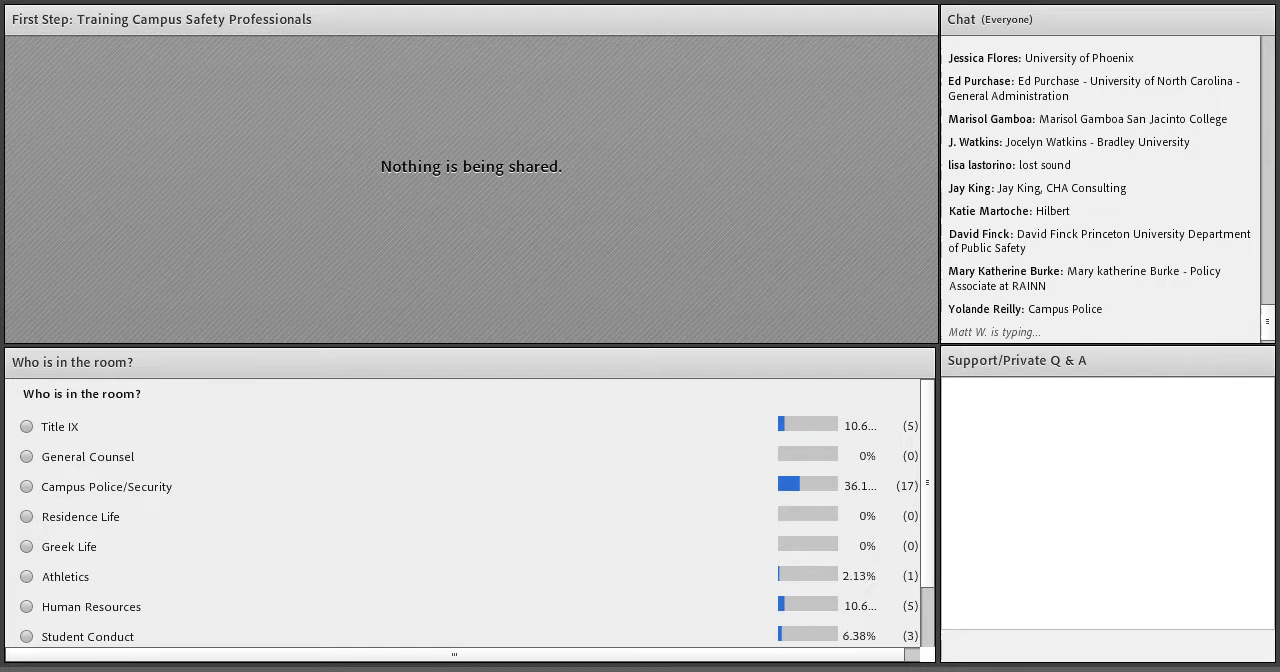 First Step: Training Campus Safety Professionals
Nothing is being shared.
Chat (Everyone)
Jessica Flores: University of Phoenix
Ed Purchase: Ed Purchase - University of North Carolina -
General Administration
Marisol Gamboa: Marisol Gamboa San Jacinto College
J. Watkins: Jocelyn Watkins - Bradley University
lisa lastorino: lost sound
Jay King: Jay King, CHA Consulting
Katie Martoche: Hilbert
David Finck: David Finck Princeton University Department
of Public Safety
Mary Katherine Burke: Mary katherine Burke - Policy
Associate at RAINN
Yolande Reilly: Campus Police
Matt W. is typing...
Who is in the room?
Who is in the room?
Title IX 10.6... (5)
General Counsel 0% (0)
Campus Police/Security 36.1... (17)
Residence Life 0% (0)
Greek Life 0% (0)
Athletics 2.13% (1)
Human Resources 10.6... (5)
Student Conduct 6.38% (3)
Support/Private Q & A